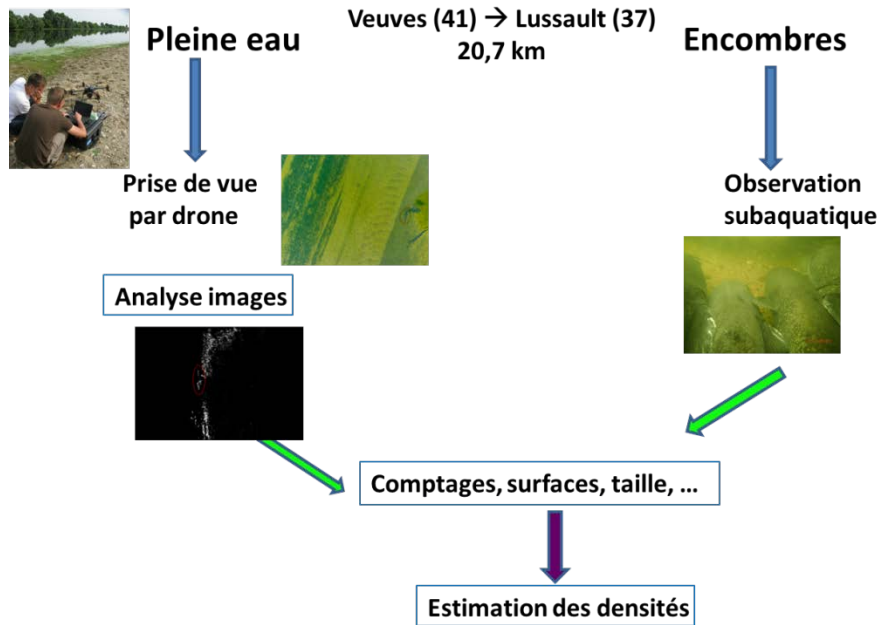 Veuves (41) → Lussault (37)
20,7 km
Pleine eau
Encombres
Prise de vue
par drone
Observation
subaquatique
Analyse images
Comptages, surfaces, taille, ...
Estimation des densités